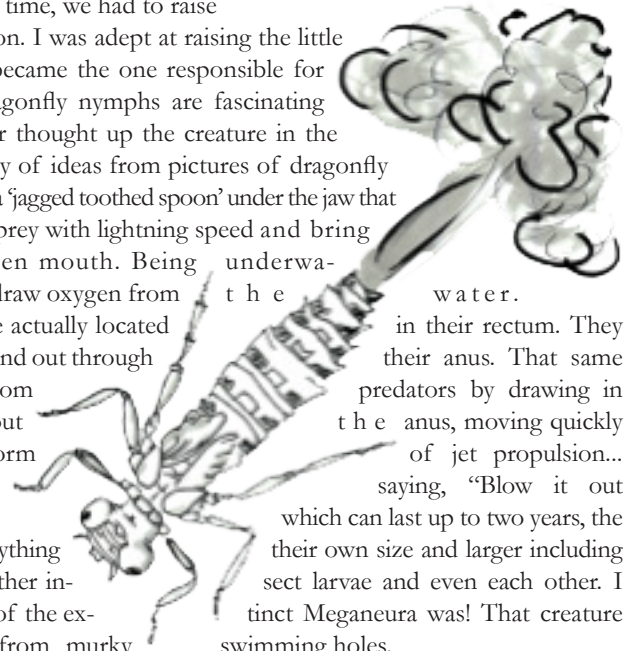 time, we had to raise
on. I was adept at raising the little
became the one responsible for
agonfly nymphs are fascinating
r thought up the creature in the
y of ideas from pictures of dragonfly
a ‘jagged toothed spoon’ under the jaw that
prey with lightning speed and bring
en mouth. Being underwa-
draw oxygen from the water.
e actually located in their rectum. They
nd out through their anus. That same
om predators by drawing in
out the anus, moving quickly
orm of jet propulsion...
saying, “Blow it out
which can last up to two years, the
ything their own size and larger including
ther in- sect larvae and even each other. I
of the ex- tinct Meganeura was! That creature
from murky swimming holes.